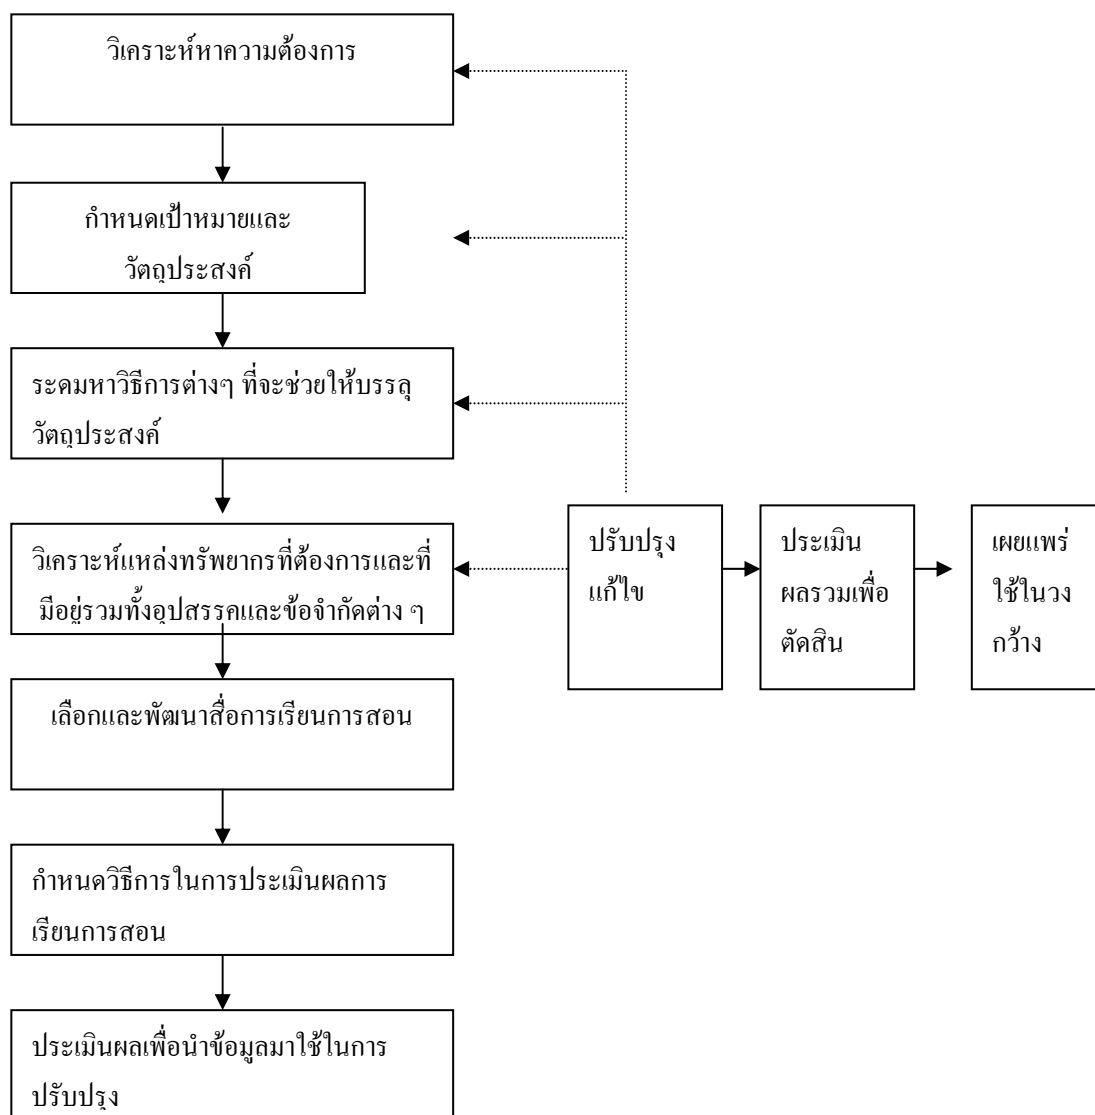 วิเคราะห์หาความต้องการ
กำหนดเป้าหมายและ
วัตถุประสงค์
ระดมหาวิธีการต่างๆ ที่จะช่วยให้บรรลุ
วัตถุประสงค์
วิเคราะห์แหล่งทรัพยากรที่ต้องการและที่
มีอยู่รวมทั้งอุปสรรคและข้อจำกัดต่าง ๆ
ปรับปรุง
แก้ไข
ประเมิน
ผลรวมเพื่อ
ตัดสิน
เผยแพร่
ใช้ในวง
กว้าง
เลือกและพัฒนาสื่อการเรียนการสอน
กำหนดวิธีการในการประเมินผลการ
เรียนการสอน
ประเมินผลเพื่อนำข้อมูลมาใช้ในการ
ปรับปรุง